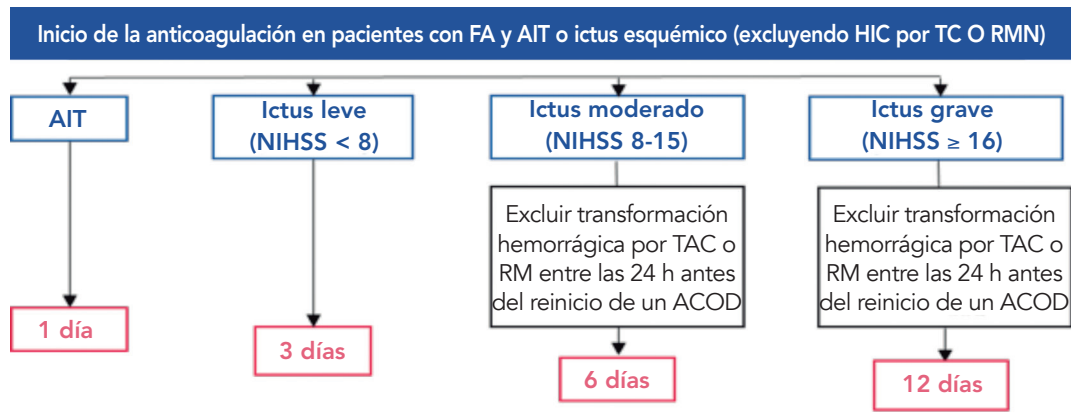 Inicio de la anticoagulación en pacientes con FA y AIT o ictus esquémico (excluyendo HIC por TC O RMN)
AIT
Ictus leve
(NIHSS < 8)
Ictus moderado
(NIHSS 8-15)
Ictus grave
(NIHSS ≥ 16)
Excluir transformación
hemorrágica por TAC o
RM entre las 24 h antes
del reinicio de un ACOD
Excluir transformación
hemorrágica por TAC o
RM entre las 24 h antes
del reinicio de un ACOD
1 día
3 días
6 días
12 días